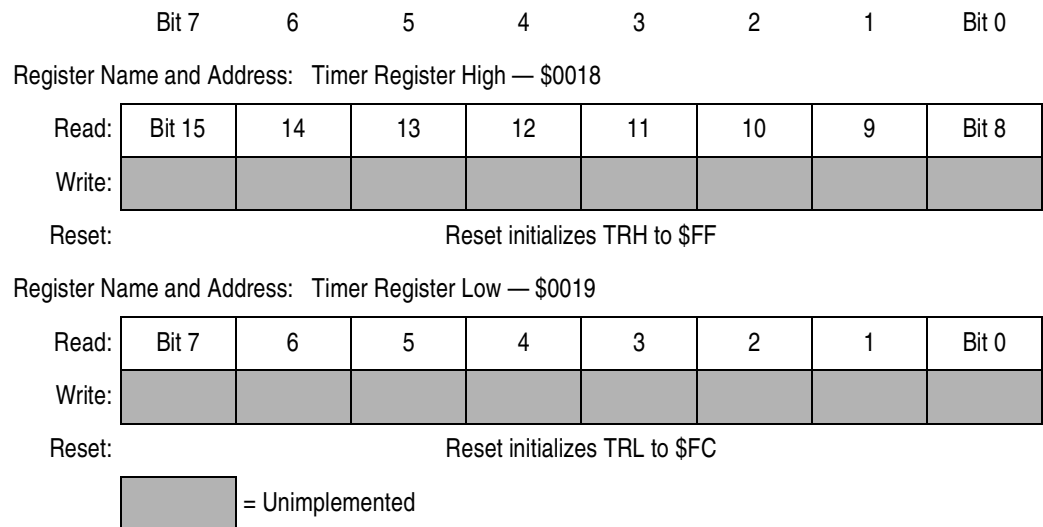 Bit 7 6 5 4 3 2 1 Bit 0
Register Name and Address: Timer Register High — $0018
Read: Bit 15 14 13 12 11 10 9 Bit 8
Write:
Reset: Reset initializes TRH to $FF
Register Name and Address: Timer Register Low — $0019
Read: Bit 7 6 5 4 3 2 1 Bit 0
Write:
Reset: Reset initializes TRL to $FC
= Unimplemented